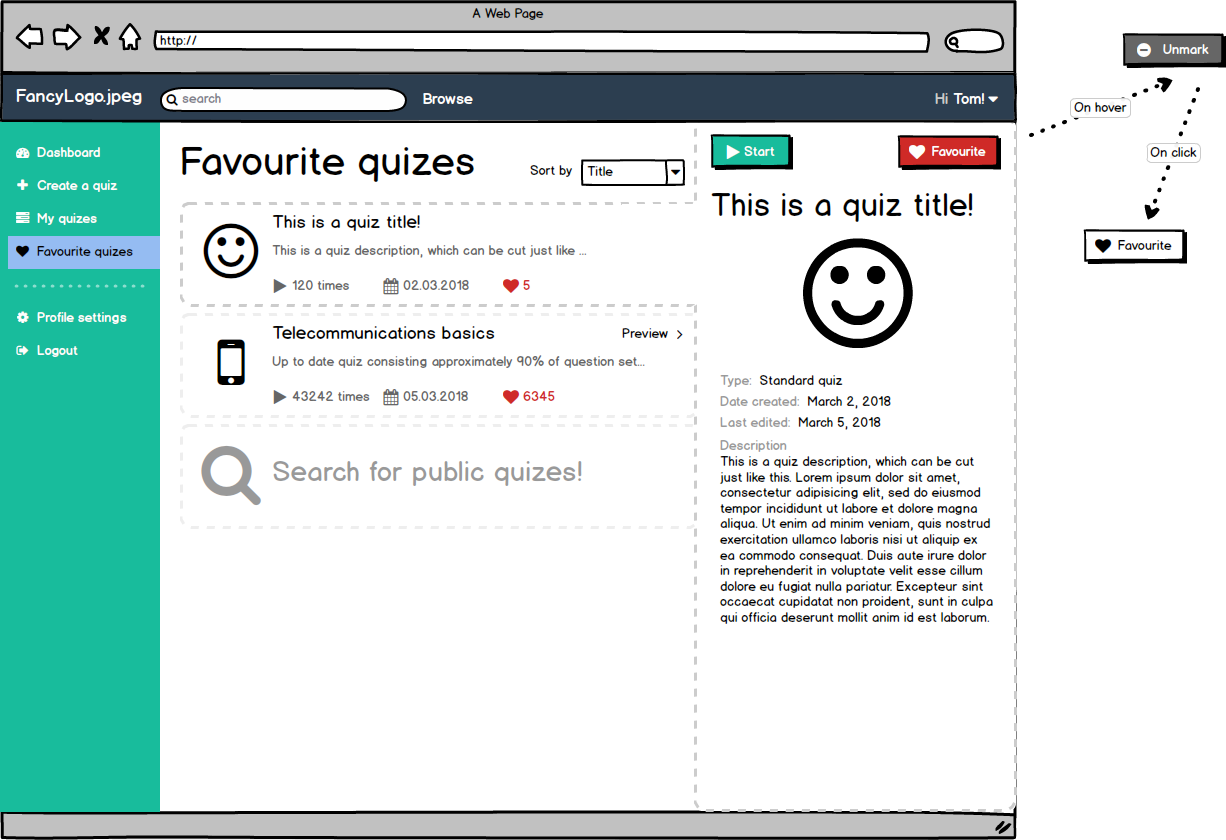 A Web Page
http://
FancyLogo.jpeg
search
Browse
Hi Tom!
Dashboard
Create a quiz
My quizes
Favourite quizes
Profile settings
Logout
Favourite quizes
Sort by
Title
This is a quiz title!
This is a quiz description, which can be cut just like ...
120 times
02.03.2018
5
Telecommunications basics
Preview
Up to date quiz consisting approximately 90% of question set...
43242 times
05.03.2018
6345
Search for public quizes!
Start
Favourite
This is a quiz title!
Type: Standard quiz
Date created: March 2, 2018
Last edited: March 5, 2018
Description
This is a quiz description, which can be cut
just like this. Lorem ipsum dolor sit amet,
consectetur adipisicing elit, sed do eiusmod
tempor incididunt ut labore et dolore magna
aliqua. Ut enim ad minim veniam, quis nostrud
exercitation ullamco laboris nisi ut aliquip ex
ea commodo consequat. Duis aute irure dolor
in reprehenderit in voluptate velit esse cillum
dolore eu fugiat nulla pariatur. Excepteur sint
occaecat cupidatat non proident, sunt in culpa
qui officia deserunt mollit anim id est laborum.
Unmark
On hover
On click
Favourite